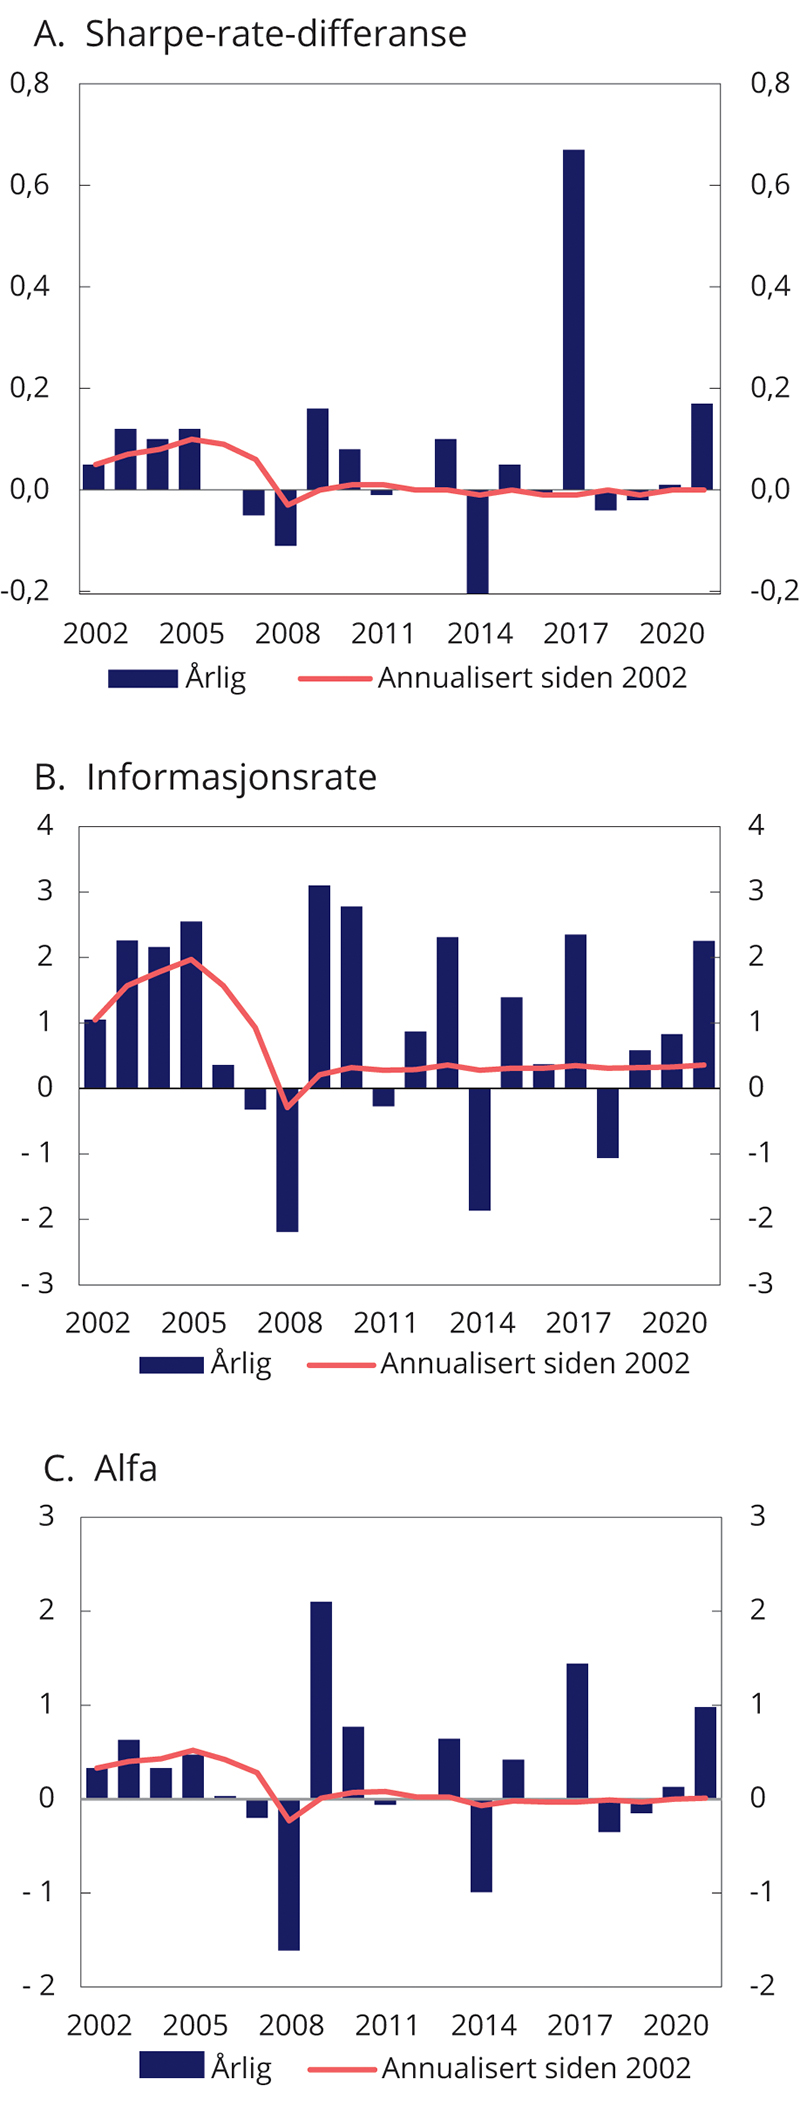 A. Sharpe-rate-differanse
0,8 0,8
0,6 0,6
0,4 0,4
0,2 0,2
0,0 0,0
-0,2 -0,2
2002 2005 2008 2011 2014 2017 2020
Årlig Annualisert siden 2002
B. Informasjonsrate
4 4
3 3
2 2
1 1
0 0
- 1 -1
- 2 -2
- 3 -3
2002 2005 2008 2011 2014 2017 2020
Årlig Annualisert siden 2002
C. Alfa
3 3
2 2
1 1
0 0
- 1 -1
- 2 -2
2002 2005 2008 2011 2014 2017 2020
Årlig Annualisert siden 2002